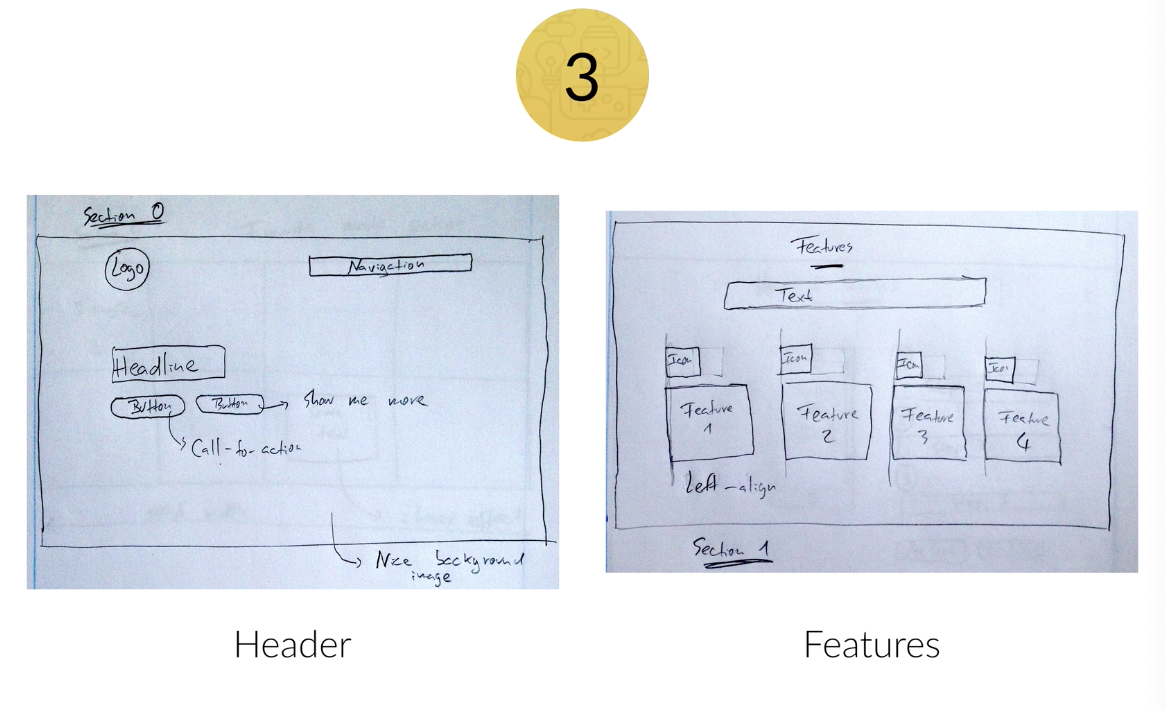 3
Section 0
Logo
Navigation
Headline
Button
Button
Show me more
Call-to-action
Nice background
image
Header
Features
Text
Icon
Icon
Icon
Icon
Feature
1
Feature
2
Feature
3
Feature
4
Left-align
Section 1
Features